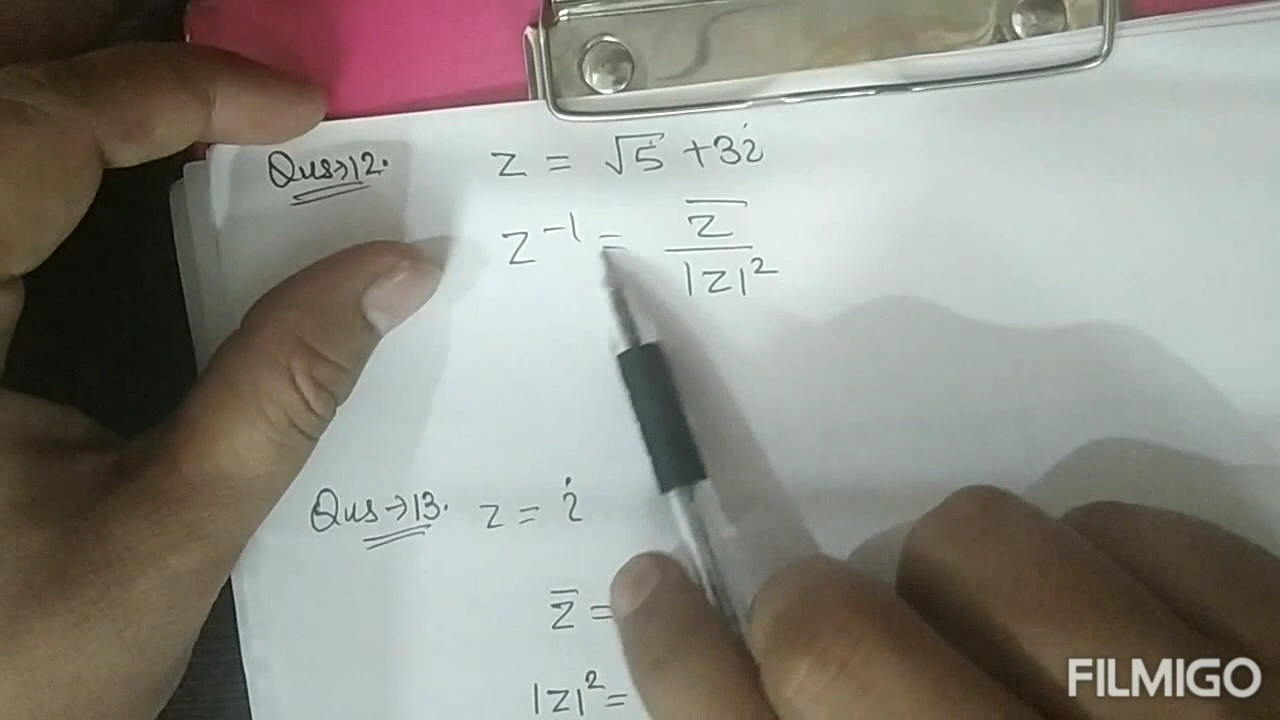 Qus→12. z = √5 + 3i
z⁻¹ = z̅ / |z|²
Qus→13. z = i
z̅ =
|z|² =
FILMIGO